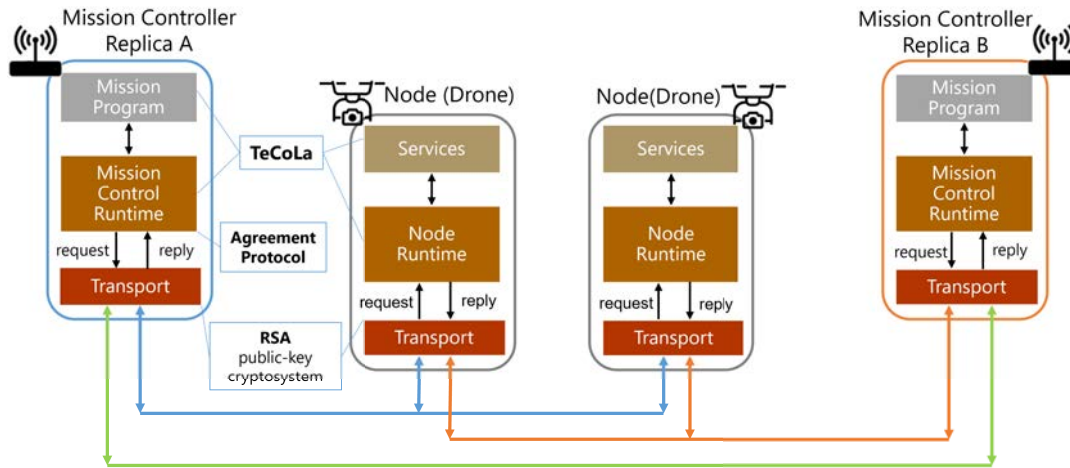 Mission Controller
Replica A
Mission
Program
Mission
Control
Runtime
request
reply
Transport
TeCoLa
Agreement
Protocol
RSA
public-key
cryptosystem
Node (Drone)
Services
Node
Runtime
request
reply
Transport
Node(Drone)
Services
Node
Runtime
request
reply
Transport
Mission Controller
Replica B
Mission
Program
Mission
Control
Runtime
request
reply
Transport